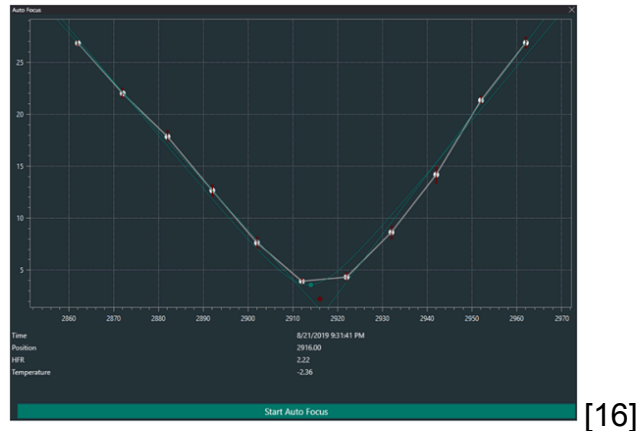 Auto Focus
25
20
15
10
5
2860 2870 2880 2890 2900 2910 2920 2930 2940 2950 2960 2970
Time 8/21/2019 9:31:41 PM
Position 2916.00
HFR 2.22
Temperature -2.36
Start Auto Focus
[16]